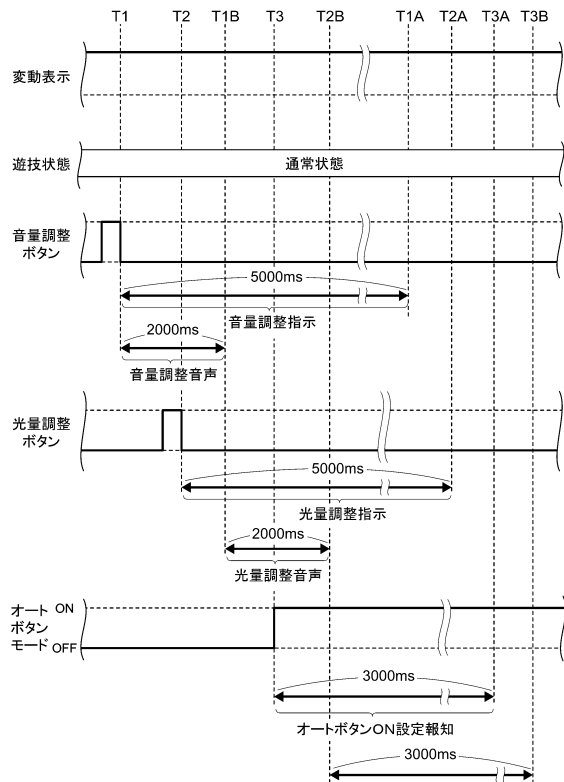 T1 T2 T1B T3 T2B T1A T2A T3A T3B
変動表示
遊技状態
通常状態
音量調整
ボタン
5000ms
音量調整指示
2000ms
音量調整音声
光量調整
ボタン
5000ms
光量調整指示
2000ms
光量調整音声
オート ON
ボタン
モード OFF
3000ms
オートボタンON設定報知
3000ms